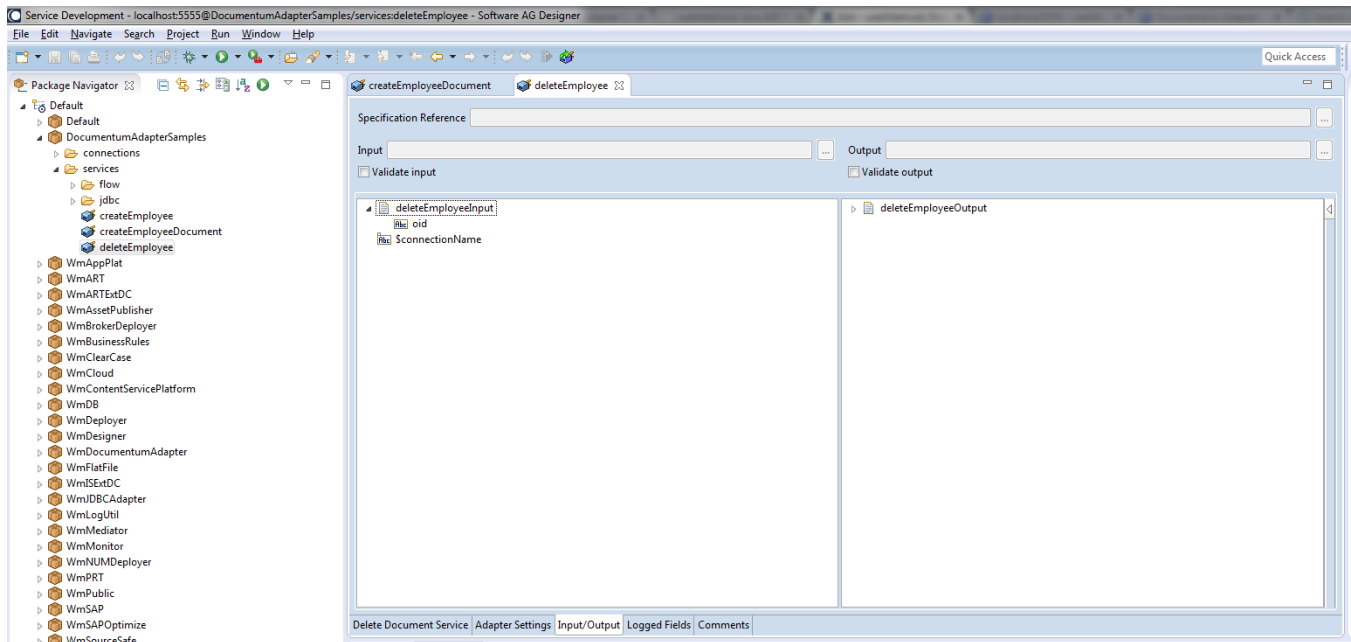 Service Development - localhost:5555@DocumentumAdapterSamples/services:deleteEmployee - Software AG Designer
File Edit Navigate Search Project Run Window Help
Quick Access
Package Navigator
createEmployeeDocument deleteEmployee
Default
Default
DocumentumAdapterSamples
connections
services
flow
jdbc
createEmployee
createEmployeeDocument
deleteEmployee
WmAppPlat
WmART
WmARTExtDC
WmAssetPublisher
WmBrokerDeployer
WmBusinessRules
WmClearCase
WmCloud
WmContentServicePlatform
WmDB
WmDeployer
WmDesigner
WmDocumentumAdapter
WmFlatFile
WmISExtDC
WmJDBCAdapter
WmLogUtil
WmMediator
WmMonitor
WmNUMDeployer
WmPRT
WmPublic
WmSAP
WmSAPOptimize
WmSourceSafe
Specification Reference ...
Input ... Output ...
Validate input Validate output
deleteEmployeeInput
Abc oid
Abc $connectionName
deleteEmployeeOutput
Delete Document Service Adapter Settings Input/Output Logged Fields Comments